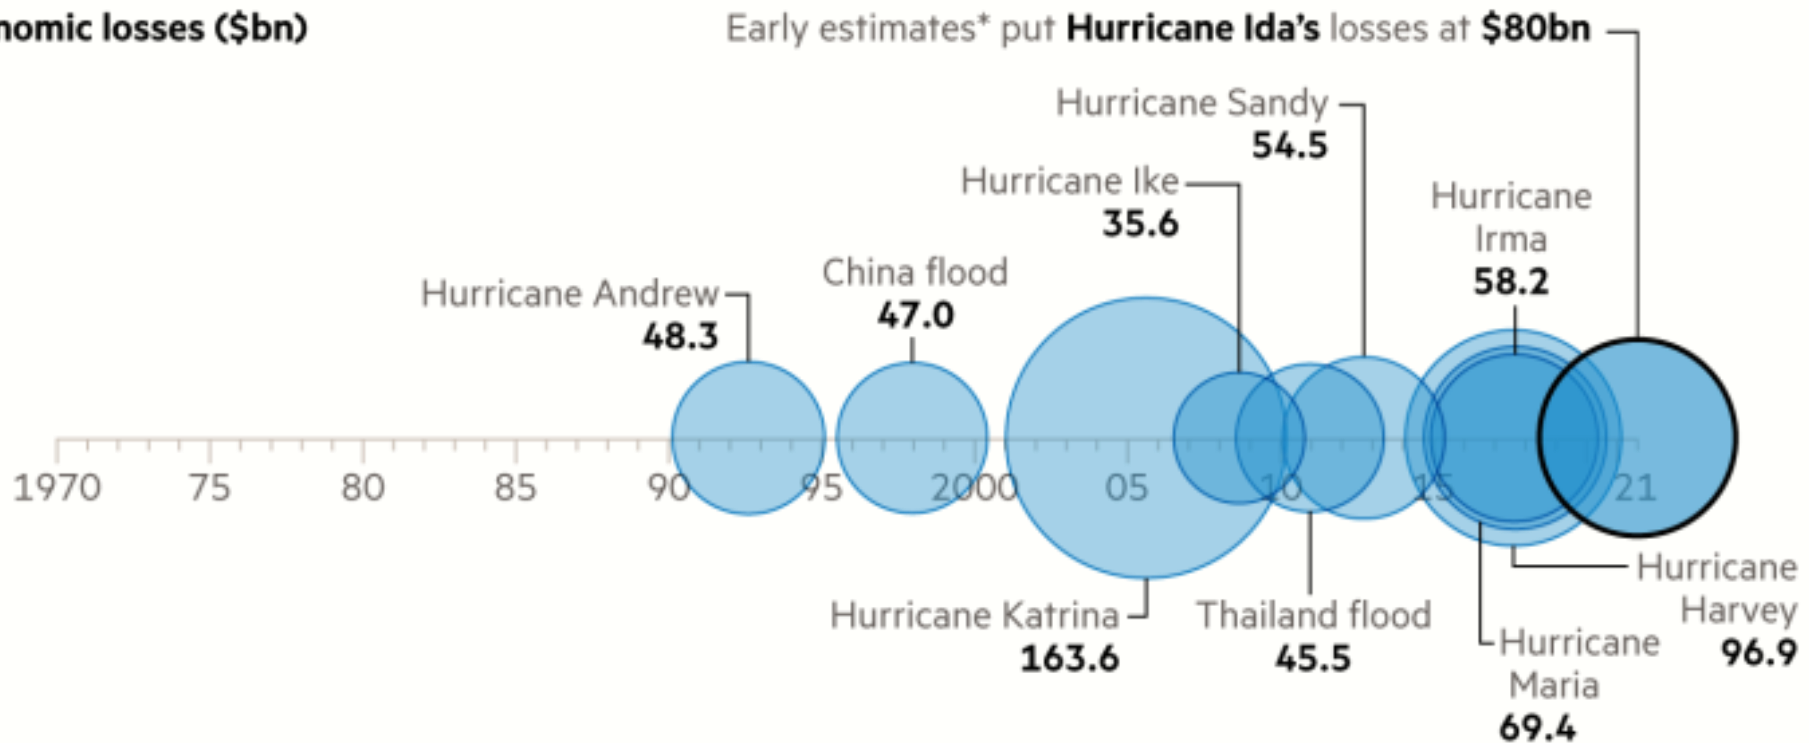 nomic losses ($bn)
Early estimates* put Hurricane Ida's losses at $80bn
Hurricane Sandy
54.5
Hurricane Ike
35.6
Hurricane
Irma
58.2
China flood
47.0
Hurricane Andrew
48.3
1970 75 80 85 90 95 2000 05 10 15 21
Hurricane Katrina
163.6
Thailand flood
45.5
Hurricane
Harvey
96.9
Hurricane
Maria
69.4